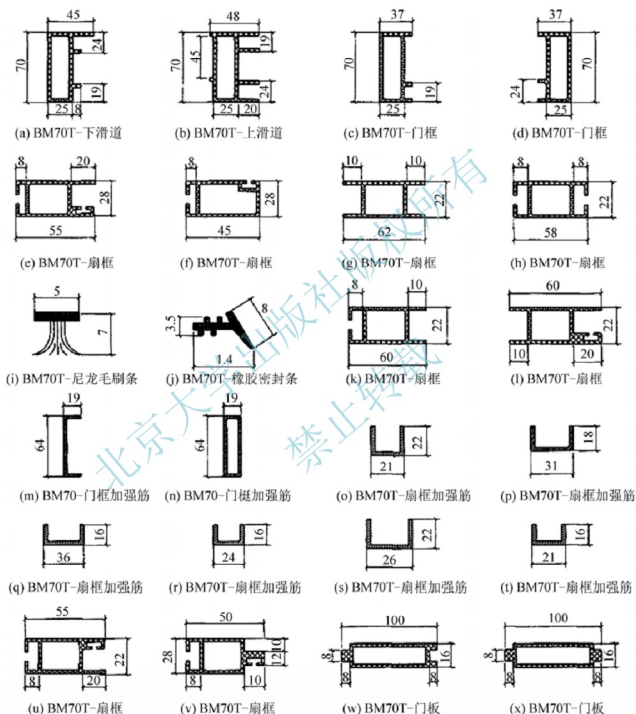 45 48 37 37
70 24 25 8 19 70 45 19 25 20 24 70 25 19 24 25 70
(a) BM70T-下滑道 (b) BM70T-上滑道 (c) BM70T-门框 (d) BM70T-门框
8 20 28 55 8 28 45 10 10 22 62 8 8 22 58
(e) BM70T-扇框 (f) BM70T-扇框 (g) BM70T-扇框 (h) BM70T-扇框
5 7 3.5 8 1.4 8 10 22 60 60 22 10 20
(i) BM70T-尼龙毛刷条 (j) BM70T-橡胶密封条 (k) BM70T-扇框 (l) BM70T-扇框
19 64 19 64 22 21 18 31
(m) BM70-门框加强筋 (n) BM70-门梃加强筋 (o) BM70T-扇框加强筋 (p) BM70T-扇框加强筋
16 36 16 24 22 26 16 21
(q) BM70T-扇框加强筋 (r) BM70T-扇框加强筋 (s) BM70T-扇框加强筋 (t) BM70T-扇框加强筋
55 22 8 20 50 28 10 12 8 10 100 8 16 100 8 16
(u) BM70T-扇框 (v) BM70T-扇框 (w) BM70T-门板 (x) BM70T-门板
北京大学出版社版权所有
禁止转载